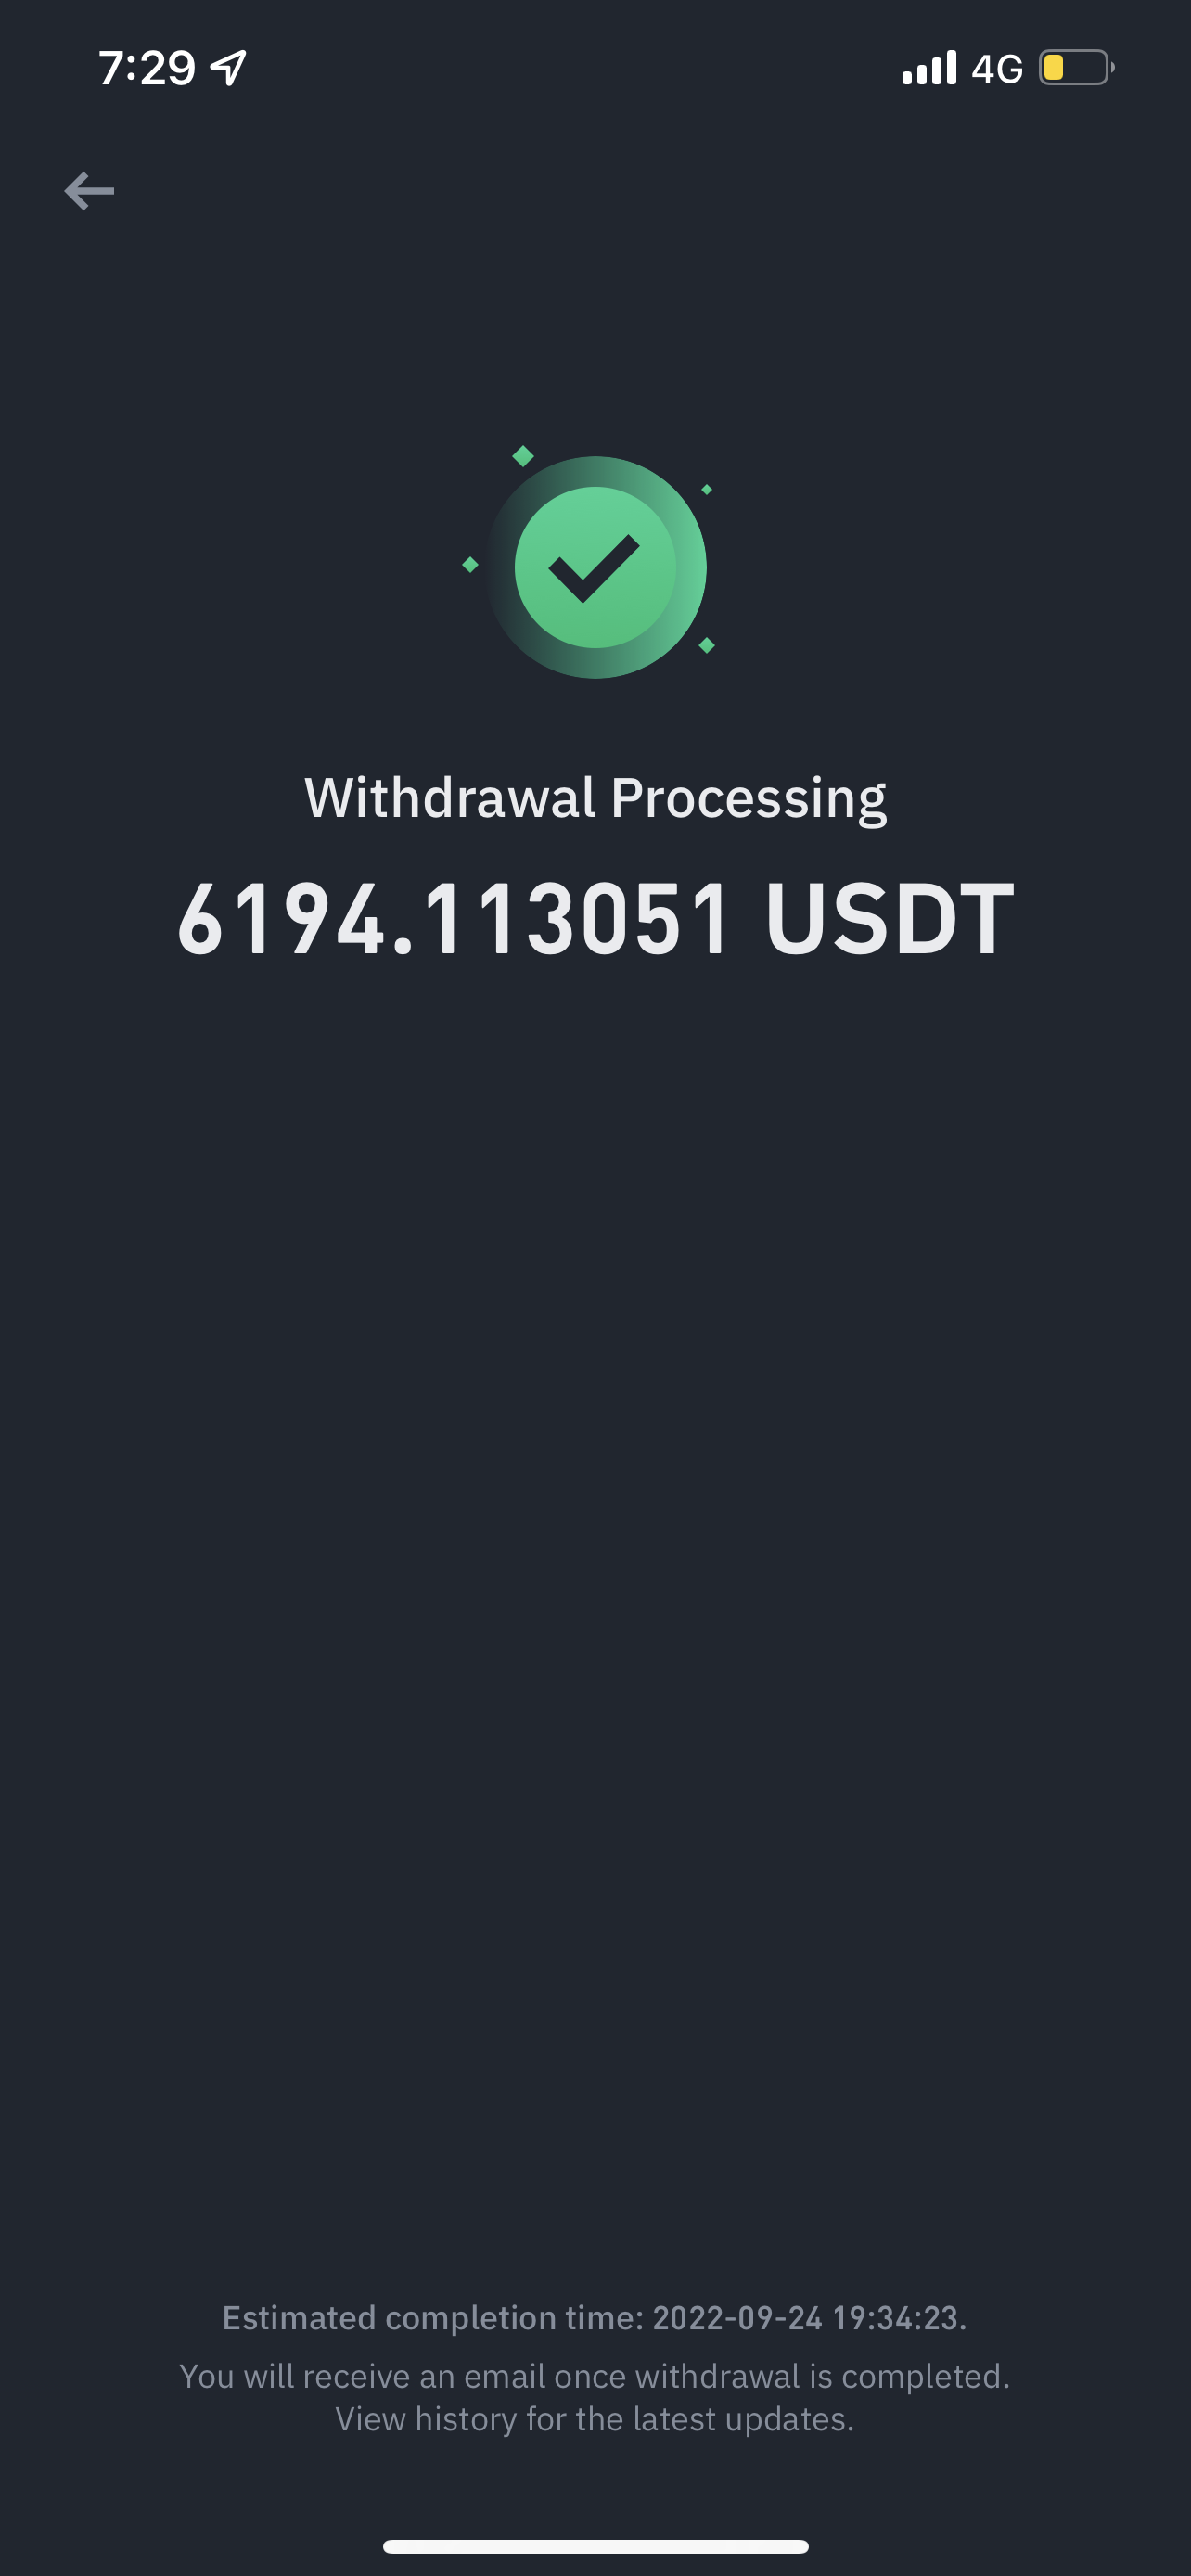 7:29
4G
Withdrawal Processing
6194.113051 USDT
Estimated completion time: 2022-09-24 19:34:23.
You will receive an email once withdrawal is completed.
View history for the latest updates.